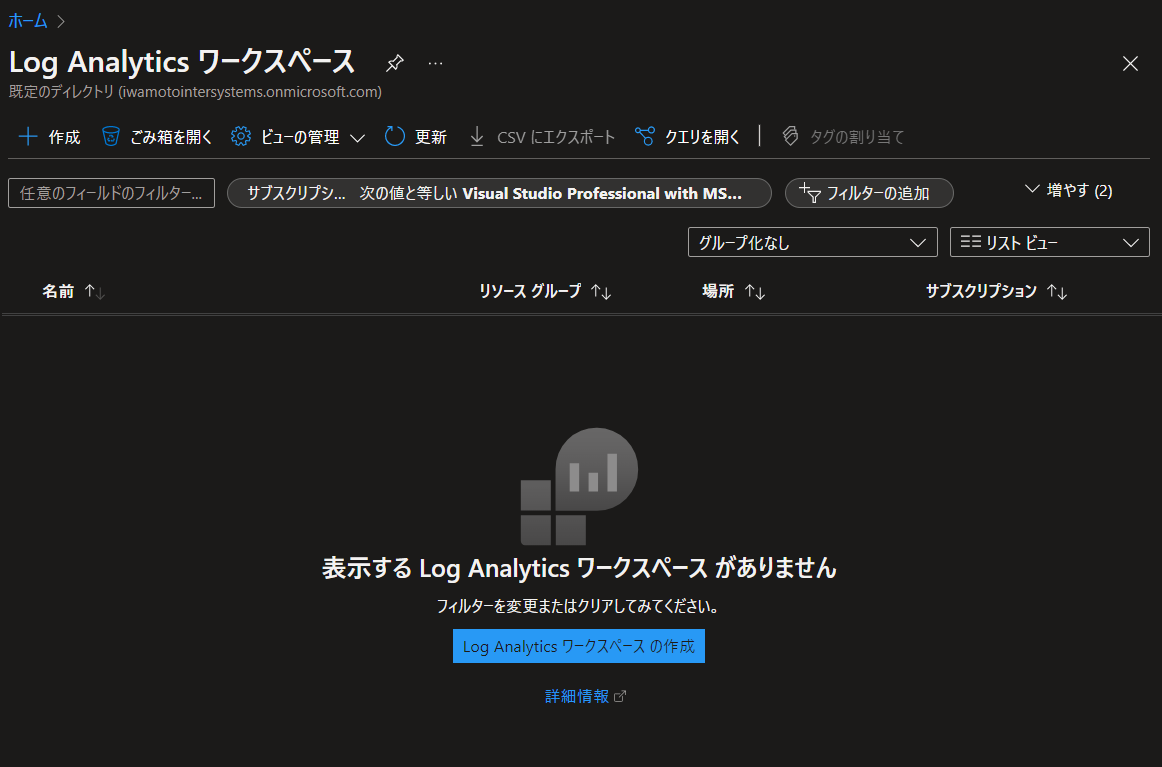 ホーム
Log Analytics ワークスペース
既定のディレクトリ (iwamotointersystems.onmicrosoft.com)
作成 ごみ箱を開く ビューの管理 更新 CSV にエクスポート クエリを開く タグの割り当て
任意のフィールドのフィルター... サブスクリプシ... 次の値と等しい Visual Studio Professional with MS... フィルターの追加 増やす (2)
グループ化なし リスト ビュー
名前 リソース グループ 場所 サブスクリプション
表示する Log Analytics ワークスペース がありません
フィルターを変更またはクリアしてみてください。
Log Analytics ワークスペース の作成
詳細情報